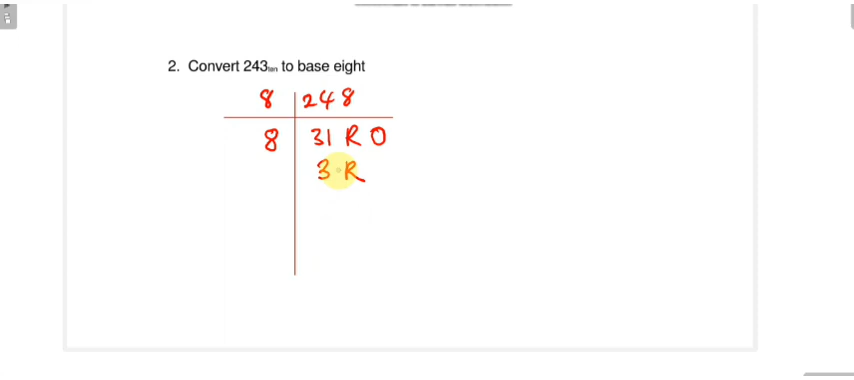 2. Convert 243ten to base eight
8 248
8 31 R 0
3 R